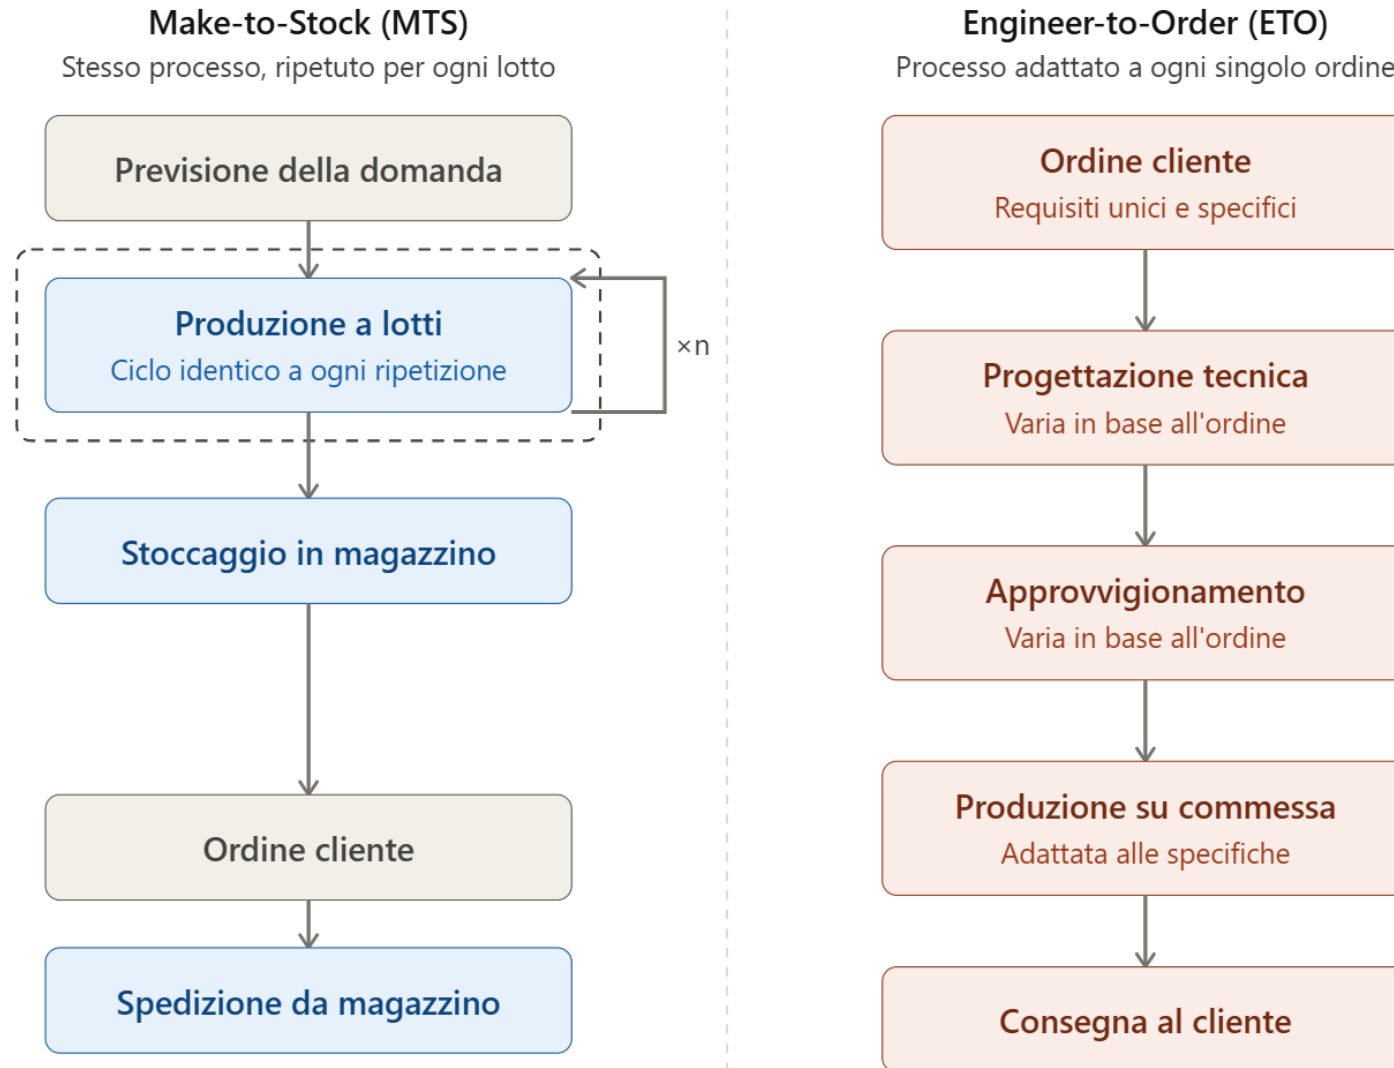 Make-to-Stock (MTS)
Stesso processo, ripetuto per ogni lotto
Previsione della domanda
Produzione a lotti
Ciclo identico a ogni ripetizione
×n
Stoccaggio in magazzino
Ordine cliente
Spedizione da magazzino
Engineer-to-Order (ETO)
Processo adattato a ogni singolo ordine
Ordine cliente
Requisiti unici e specifici
Progettazione tecnica
Varia in base all'ordine
Approvvigionamento
Varia in base all'ordine
Produzione su commessa
Adattata alle specifiche
Consegna al cliente